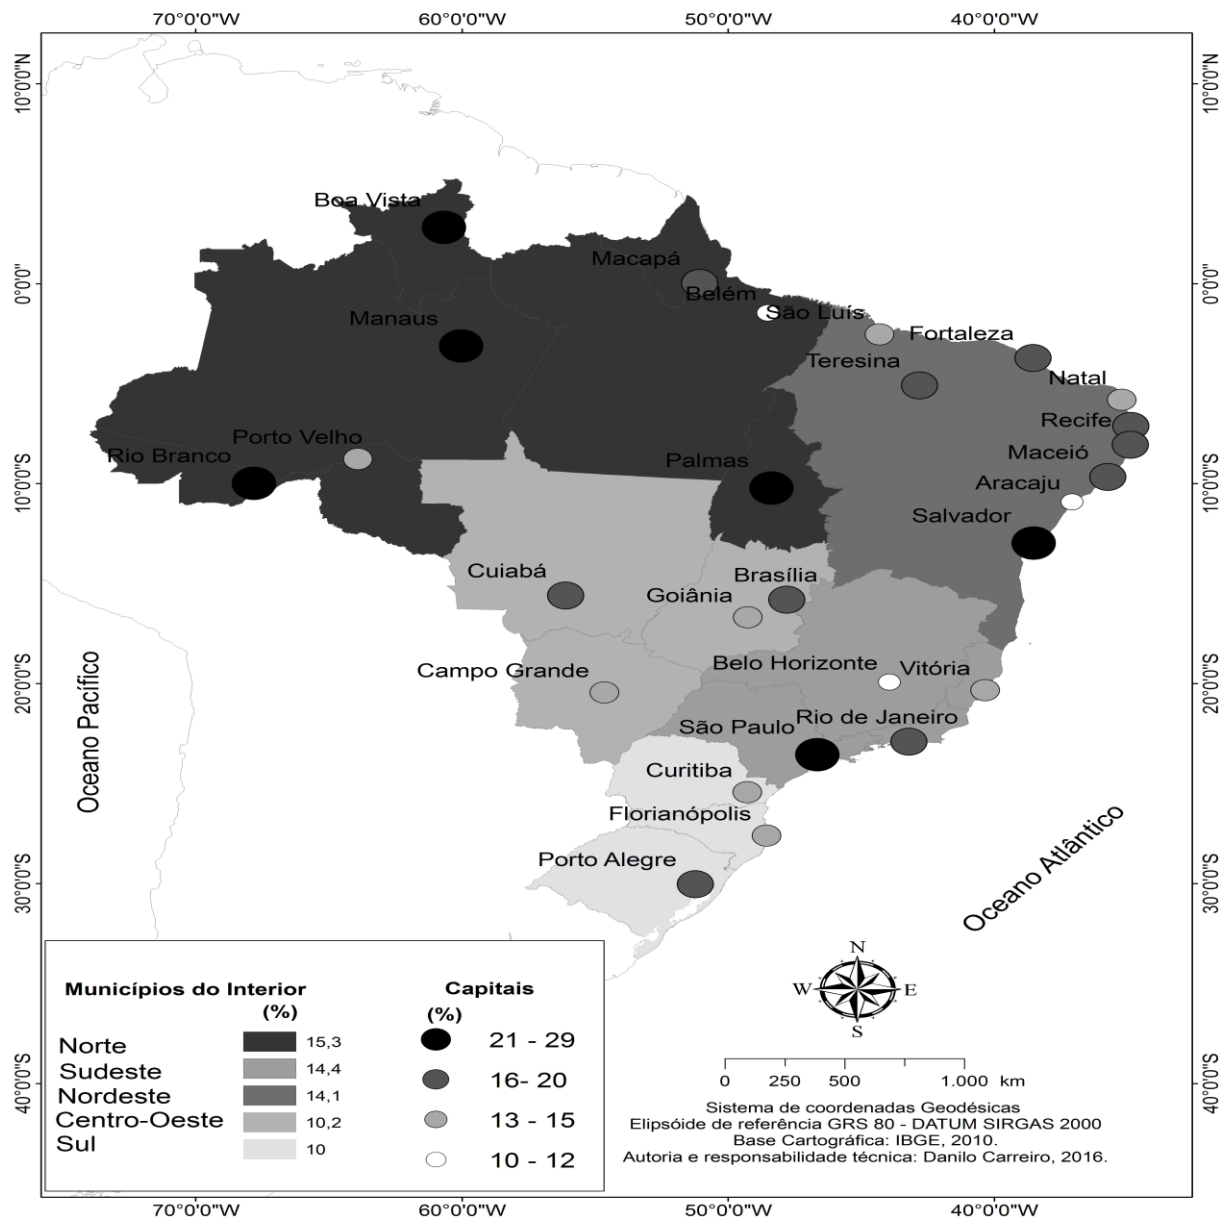 70°0'0"W 60°0'0"W 50°0'0"W 40°0'0"W
10°0'0"N 10°0'0"N
Boa Vista
Macapá
0°0'0" 0°0'0"
Belém
São Luís
Manaus
Fortaleza
Teresina
Natal
Recife
Porto Velho
Maceió
Rio Branco
Palmas
10°0'0"S 10°0'0"S
Aracaju
Salvador
Cuiabá
Brasília
Goiânia
Belo Horizonte
Vitória
Campo Grande
20°0'0"S 20°0'0"S
Oceano Pacífico
São Paulo
Rio de Janeiro
Curitiba
Florianópolis
Porto Alegre
Oceano Atlântico
30°0'0"S 30°0'0"S
Municípios do Interior
(%)
Norte 15,3
Sudeste 14,4
Nordeste 14,1
Centro-Oeste 10,2
Sul 10
Capitais
(%)
21 - 29
16- 20
13 - 15
10 - 12
N
W E
S
0 250 500 1.000 km
Sistema de coordenadas Geodésicas
Elipsóide de referência GRS 80 - DATUM SIRGAS 2000
Base Cartográfica: IBGE, 2010.
Autoria e responsabilidade técnica: Danilo Carreiro, 2016.
40°0'0"S 40°0'0"S
70°0'0"W 60°0'0"W 50°0'0"W 40°0'0"W